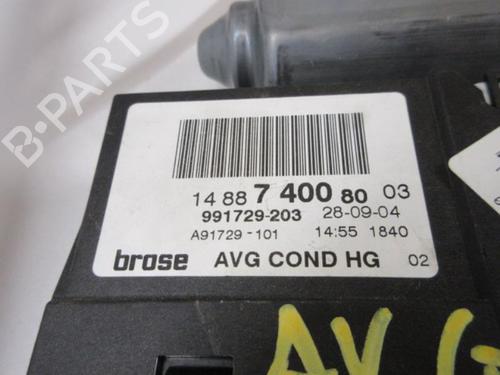 B-PARTS
14 88 7 400 80 03
991729-203 28-09-04
A91729-101 14:55 1840
brose AVG COND HG 02
AV